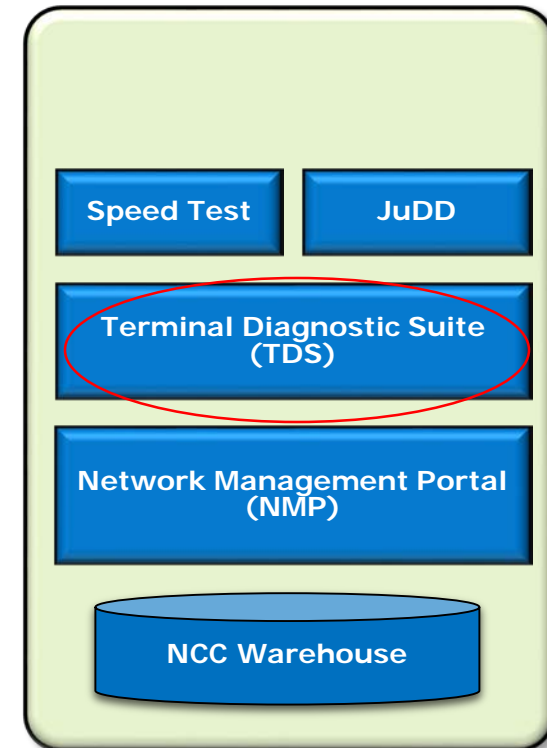 Speed Test
JuDD
Terminal Diagnostic Suite
(TDS)
Network Management Portal
(NMP)
NCC Warehouse